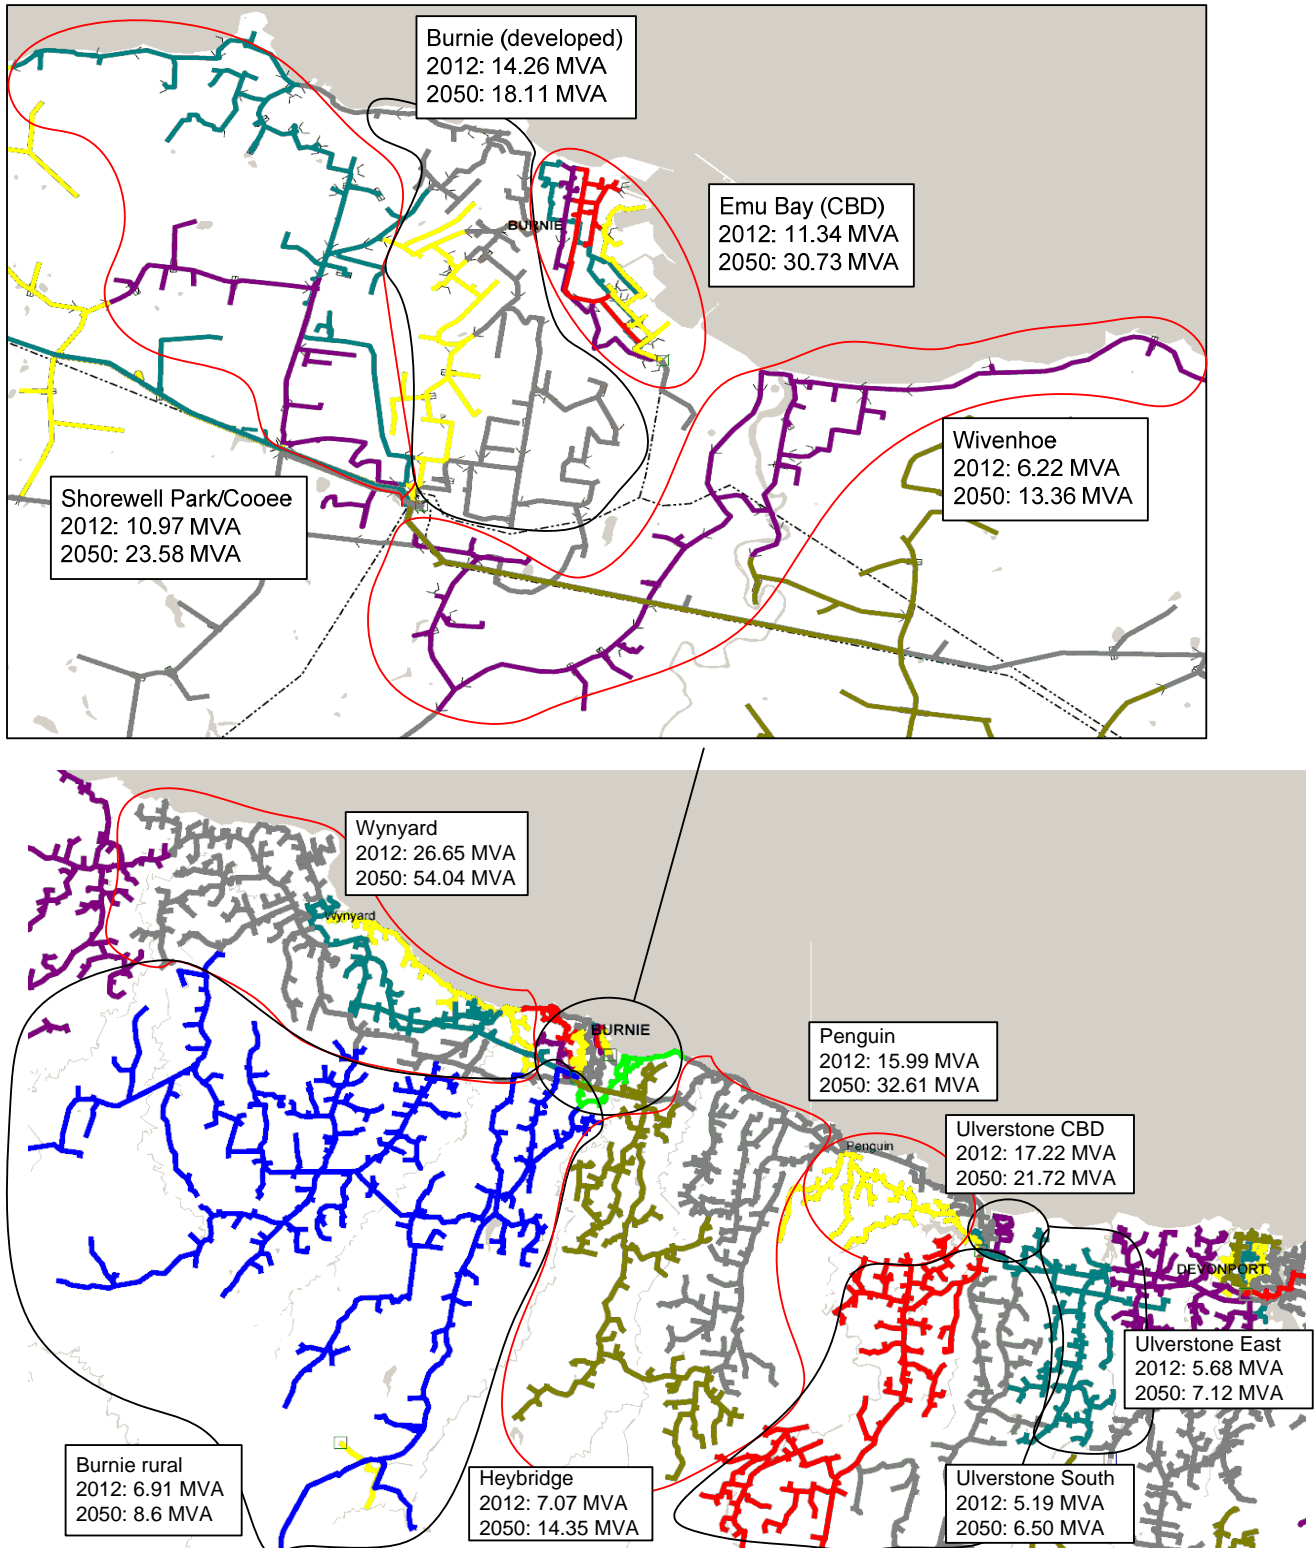 Burnie (developed)
2012: 14.26 MVA
2050: 18.11 MVA
Emu Bay (CBD)
2012: 11.34 MVA
2050: 30.73 MVA
BURNIE
Wivenhoe
2012: 6.22 MVA
2050: 13.36 MVA
Shorewell Park/Cooee
2012: 10.97 MVA
2050: 23.58 MVA
Wynyard
2012: 26.65 MVA
2050: 54.04 MVA
Wynyard
BURNIE
Penguin
2012: 15.99 MVA
2050: 32.61 MVA
Penguin
Ulverstone CBD
2012: 17.22 MVA
2050: 21.72 MVA
DEVONPORT
Ulverstone East
2012: 5.68 MVA
2050: 7.12 MVA
Burnie rural
2012: 6.91 MVA
2050: 8.6 MVA
Heybridge
2012: 7.07 MVA
2050: 14.35 MVA
Ulverstone South
2012: 5.19 MVA
2050: 6.50 MVA